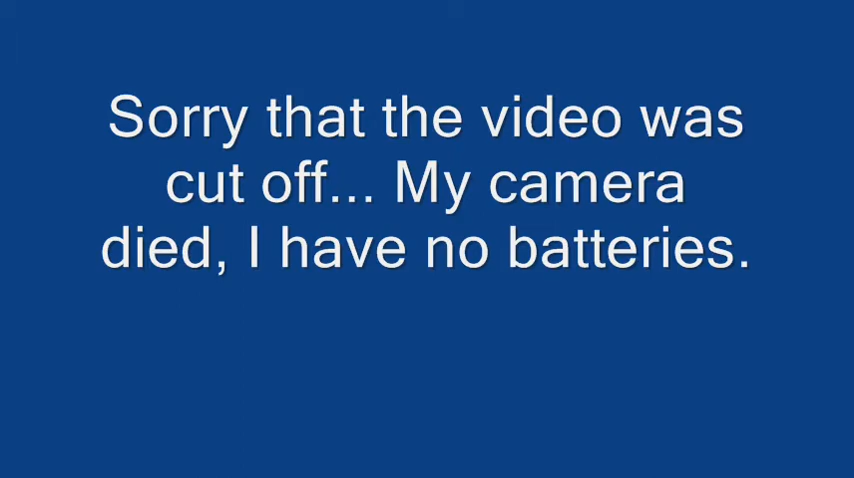 Sorry that the video was
cut off... My camera
died, I have no batteries.